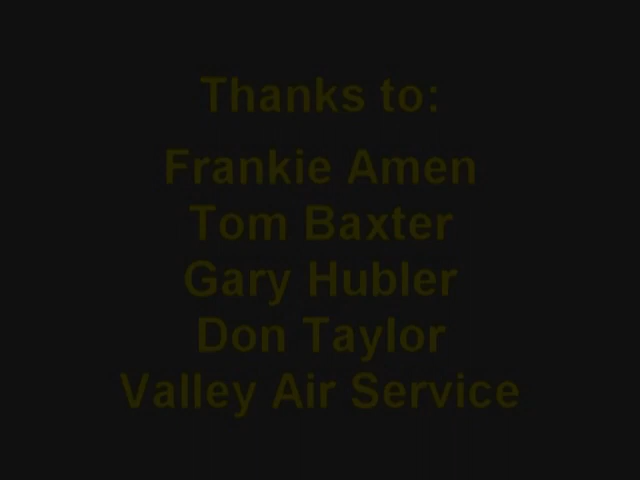 Thanks to:
Frankie Amen
Tom Baxter
Gary Hubler
Don Taylor
Valley Air Service